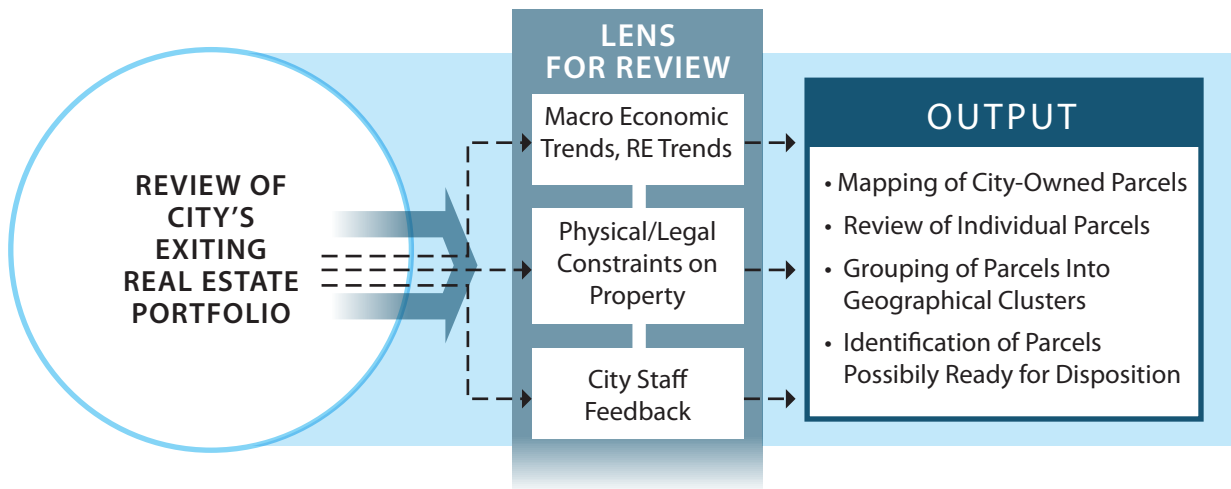 REVIEW OF
CITY'S
EXITING
REAL ESTATE
PORTFOLIO
LENS
FOR REVIEW
Macro Economic
Trends, RE Trends
Physical/Legal
Constraints on
Property
City Staff
Feedback
OUTPUT
• Mapping of City-Owned Parcels
• Review of Individual Parcels
• Grouping of Parcels Into
Geographical Clusters
• Identification of Parcels
Possibily Ready for Disposition